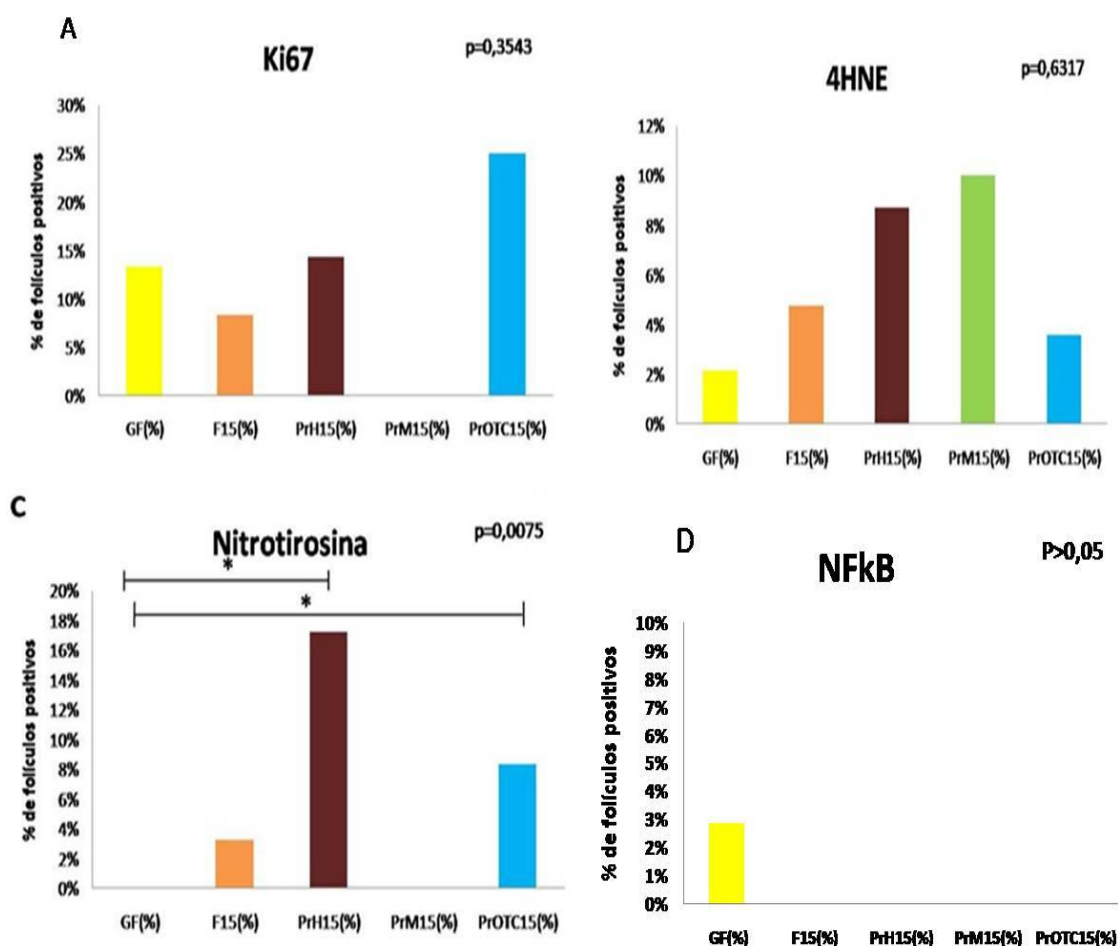 A
Ki67
p=0,3543
% de folículos positivos
30%
25%
20%
15%
10%
5%
0%
GF(%) F15(%) PrH15(%) PrM15(%) PrOTC15(%)
4HNE
p=0,6317
% de folículos positivos
12%
10%
8%
6%
4%
2%
0%
GF(%) F15(%) PrH15(%) PrM15(%) PrOTC15(%)
C
Nitrotirosina
p=0,0075
*
*
% de folículos positivos
20%
18%
16%
14%
12%
10%
8%
6%
4%
2%
0%
GF(%) F15(%) PrH15(%) PrM15(%) PrOTC15(%)
D
NFkB
P>0,05
% de folículos positivos
10%
9%
8%
7%
6%
5%
4%
3%
2%
1%
0%
GF(%) F15(%) PrH15(%) PrM15(%) PrOTC15(%)